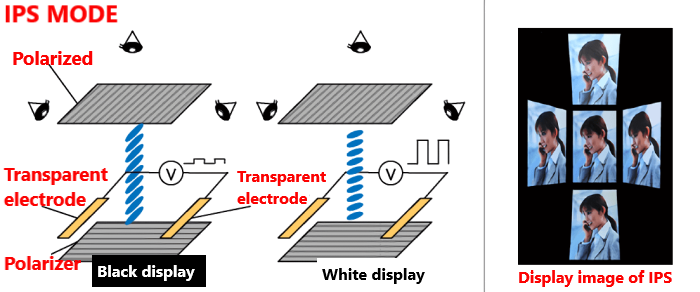 IPS MODE
Polarized
Transparent
electrode
V
Transparent
electrode
V
Polarizer
Black display
White display
Display image of IPS